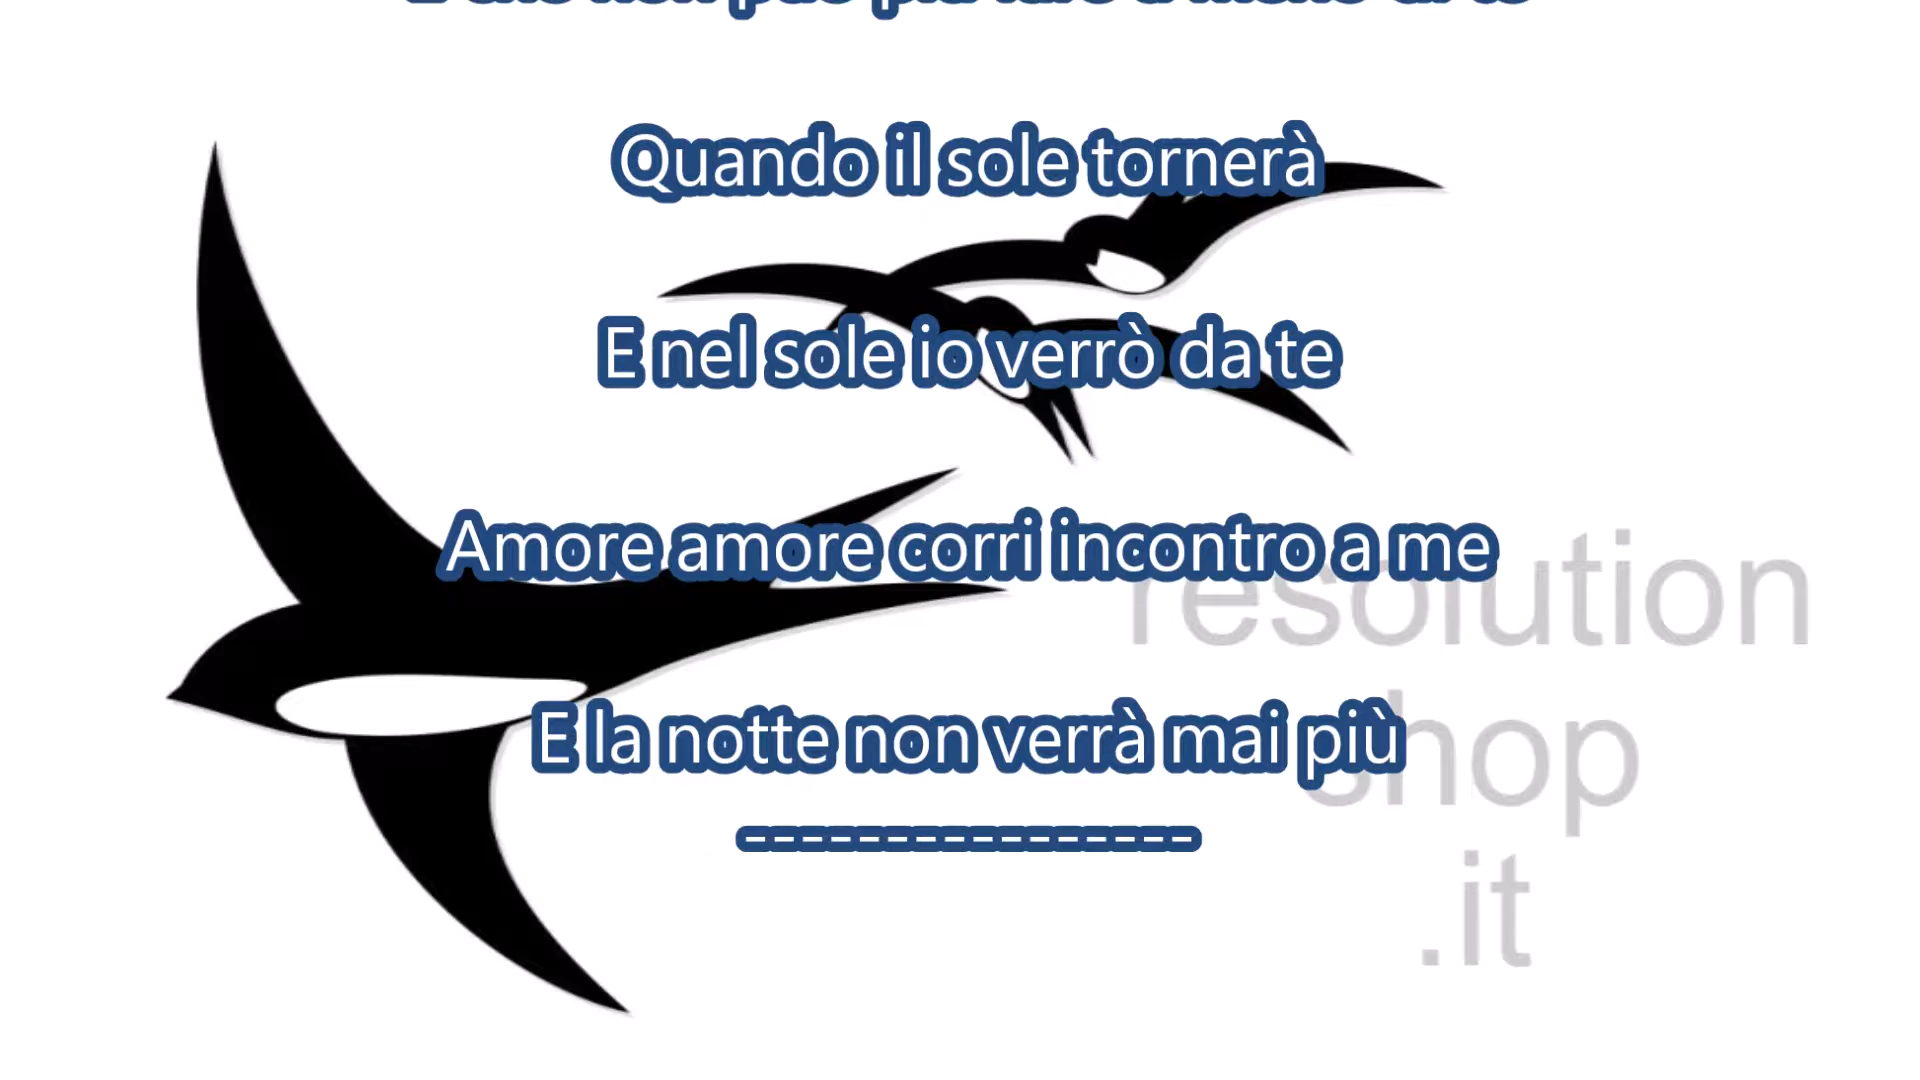 Quando il sole tornerà
E nel sole io verrò da te
Amore amore corri incontro a me
resolution
E la notte non verrà mai più
shop
-----------------
.it